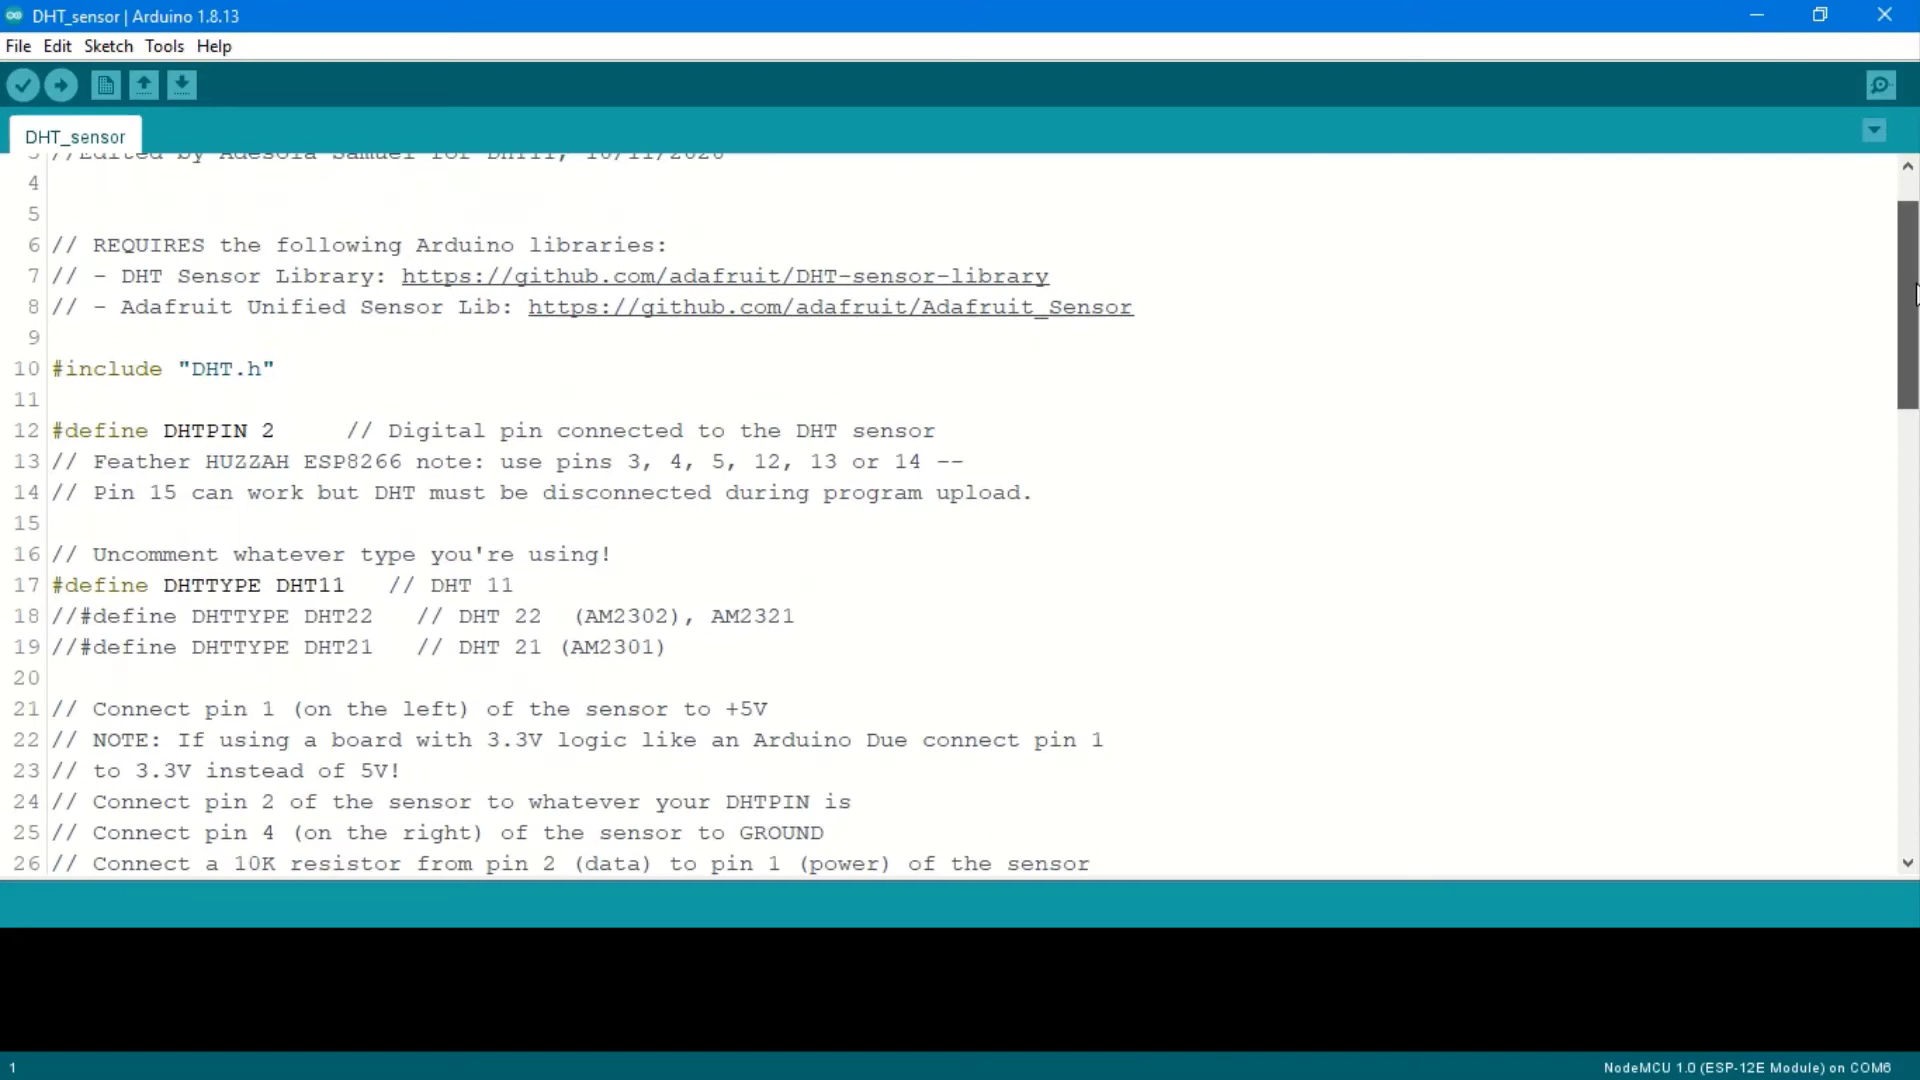 DHT_sensor | Arduino 1.8.13
File Edit Sketch Tools Help
DHT_sensor
3 //Edited by Adesola Samuel for DHT11, 10/11/2020
4
5
6 // REQUIRES the following Arduino libraries:
7 // - DHT Sensor Library: https://github.com/adafruit/DHT-sensor-library
8 // - Adafruit Unified Sensor Lib: https://github.com/adafruit/Adafruit_Sensor
9
10 #include "DHT.h"
11
12 #define DHTPIN 2     // Digital pin connected to the DHT sensor
13 // Feather HUZZAH ESP8266 note: use pins 3, 4, 5, 12, 13 or 14 --
14 // Pin 15 can work but DHT must be disconnected during program upload.
15
16 // Uncomment whatever type you're using!
17 #define DHTTYPE DHT11   // DHT 11
18 //#define DHTTYPE DHT22   // DHT 22  (AM2302), AM2321
19 //#define DHTTYPE DHT21   // DHT 21 (AM2301)
20
21 // Connect pin 1 (on the left) of the sensor to +5V
22 // NOTE: If using a board with 3.3V logic like an Arduino Due connect pin 1
23 // to 3.3V instead of 5V!
24 // Connect pin 2 of the sensor to whatever your DHTPIN is
25 // Connect pin 4 (on the right) of the sensor to GROUND
26 // Connect a 10K resistor from pin 2 (data) to pin 1 (power) of the sensor
1
NodeMCU 1.0 (ESP-12E Module) on COM6